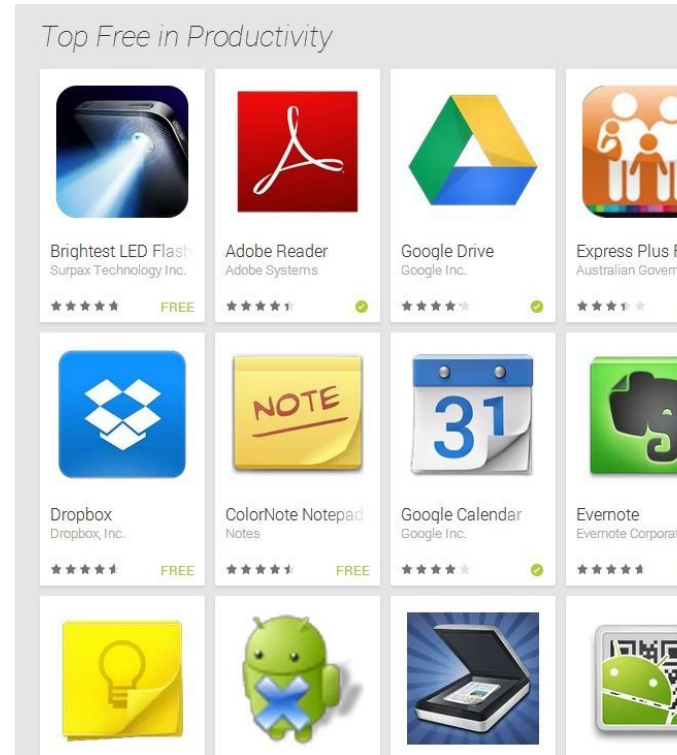 Top Free in Productivity
Brightest LED Flash
Surpax Technology Inc.
FREE
Adobe Reader
Adobe Systems
Google Drive
Google Inc.
Express Plus F
Australian Govern
Dropbox
Dropbox, Inc.
FREE
NOTE
ColorNote Notepad
Notes
FREE
31
Google Calendar
Google Inc.
Evernote
Evernote Corporat